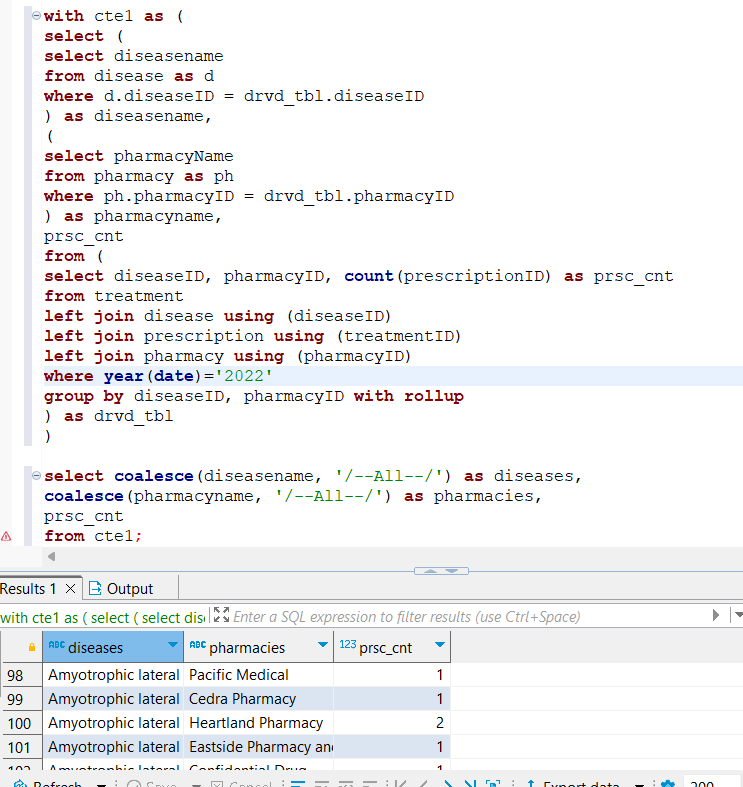 with cte1 as (
select (
select diseasename
from disease as d
where d.diseaseID = drvd_tbl.diseaseID
) as diseasename,
(
select pharmacyName
from pharmacy as ph
where ph.pharmacyID = drvd_tbl.pharmacyID
) as pharmacyname,
prsc_cnt
from (
select diseaseID, pharmacyID, count(prescriptionID) as prsc_cnt
from treatment
left join disease using (diseaseID)
left join prescription using (treatmentID)
left join pharmacy using (pharmacyID)
where year(date)='2022'
group by diseaseID, pharmacyID with rollup
) as drvd_tbl
)
select coalesce(diseasename, '/--All--/') as diseases,
coalesce(pharmacyname, '/--All--/') as pharmacies,
prsc_cnt
from cte1;
Results 1 Output
with cte1 as ( select ( select dise Enter a SQL expression to filter results (use Ctrl+Space)
ABC diseases ABC pharmacies 123 prsc_cnt
98 Amyotrophic lateral Pacific Medical 1
99 Amyotrophic lateral Cedra Pharmacy 1
100 Amyotrophic lateral Heartland Pharmacy 2
101 Amyotrophic lateral Eastside Pharmacy and 1
102 Amyotrophic lateral Confidential Drug 1
Refresh Save Cancel Export data 200